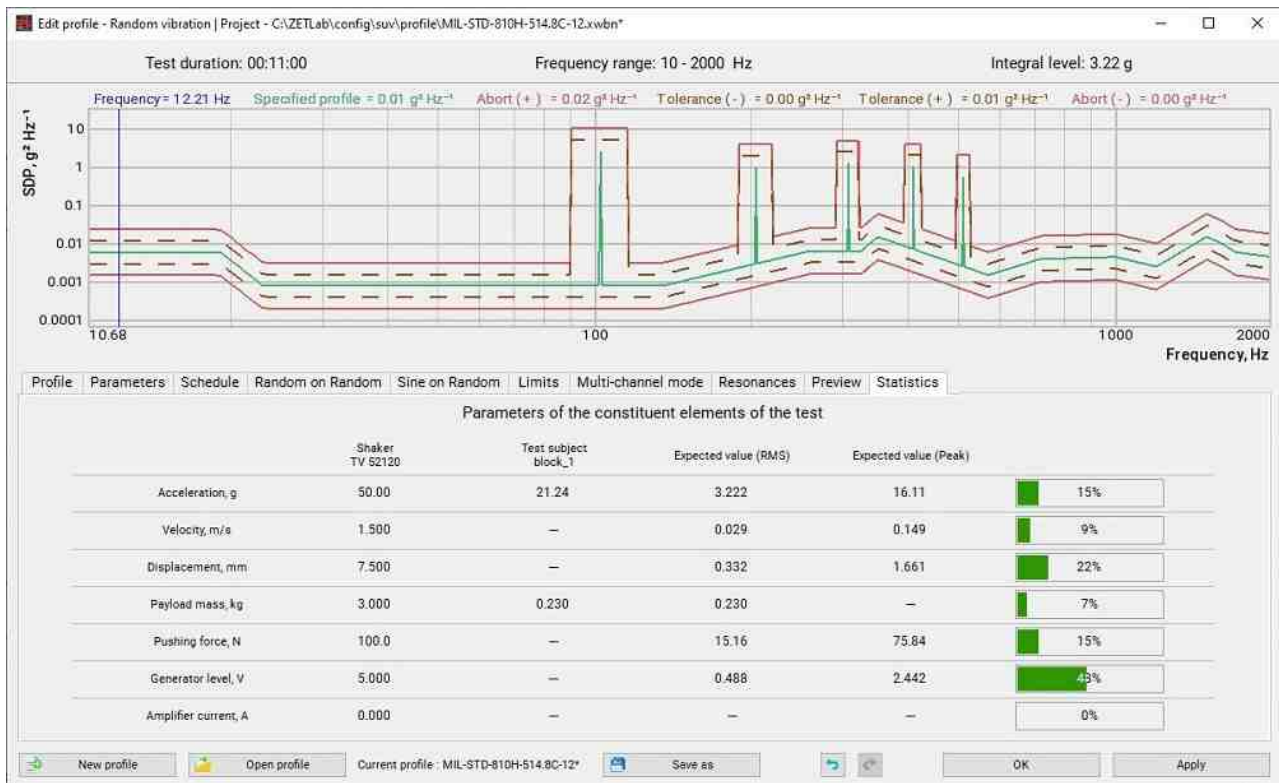 Edit profile - Random vibration | Project - C:\ZETLab\config\suv\profile\MIL-STD-810H-514.8C-12.xwbn*
Test duration: 00:11:00 Frequency range: 10 - 2000 Hz Integral level: 3.22 g
Frequency= 12.21 Hz Specified profile = 0.01 g² Hz⁻¹ Abort ( + ) = 0.02 g² Hz⁻¹ Tolerance ( - ) = 0.00 g² Hz⁻¹ Tolerance ( + ) = 0.01 g² Hz⁻¹ Abort ( - ) = 0.00 g² Hz⁻¹
SDP, g² Hz⁻¹
10
1
0.1
0.01
0.001
0.0001
10.68 100 1000 2000
Frequency, Hz
Profile Parameters Schedule Random on Random Sine on Random Limits Multi-channel mode Resonances Preview Statistics
Parameters of the constituent elements of the test
Shaker Test subject Expected value (RMS) Expected value (Peak)
TV 52120 block_1
Acceleration, g 50.00 21.24 3.222 16.11 15%
Velocity, m/s 1.500 — 0.029 0.149 9%
Displacement, mm 7.500 — 0.332 1.661 22%
Payload mass, kg 3.000 0.230 0.230 — 7%
Pushing force, N 100.0 — 15.16 75.84 15%
Generator level, V 5.000 — 0.488 2.442 48%
Amplifier current, A 0.000 — — — 0%
New profile Open profile Current profile : MIL-STD-810H-514.8C-12* Save as OK Apply